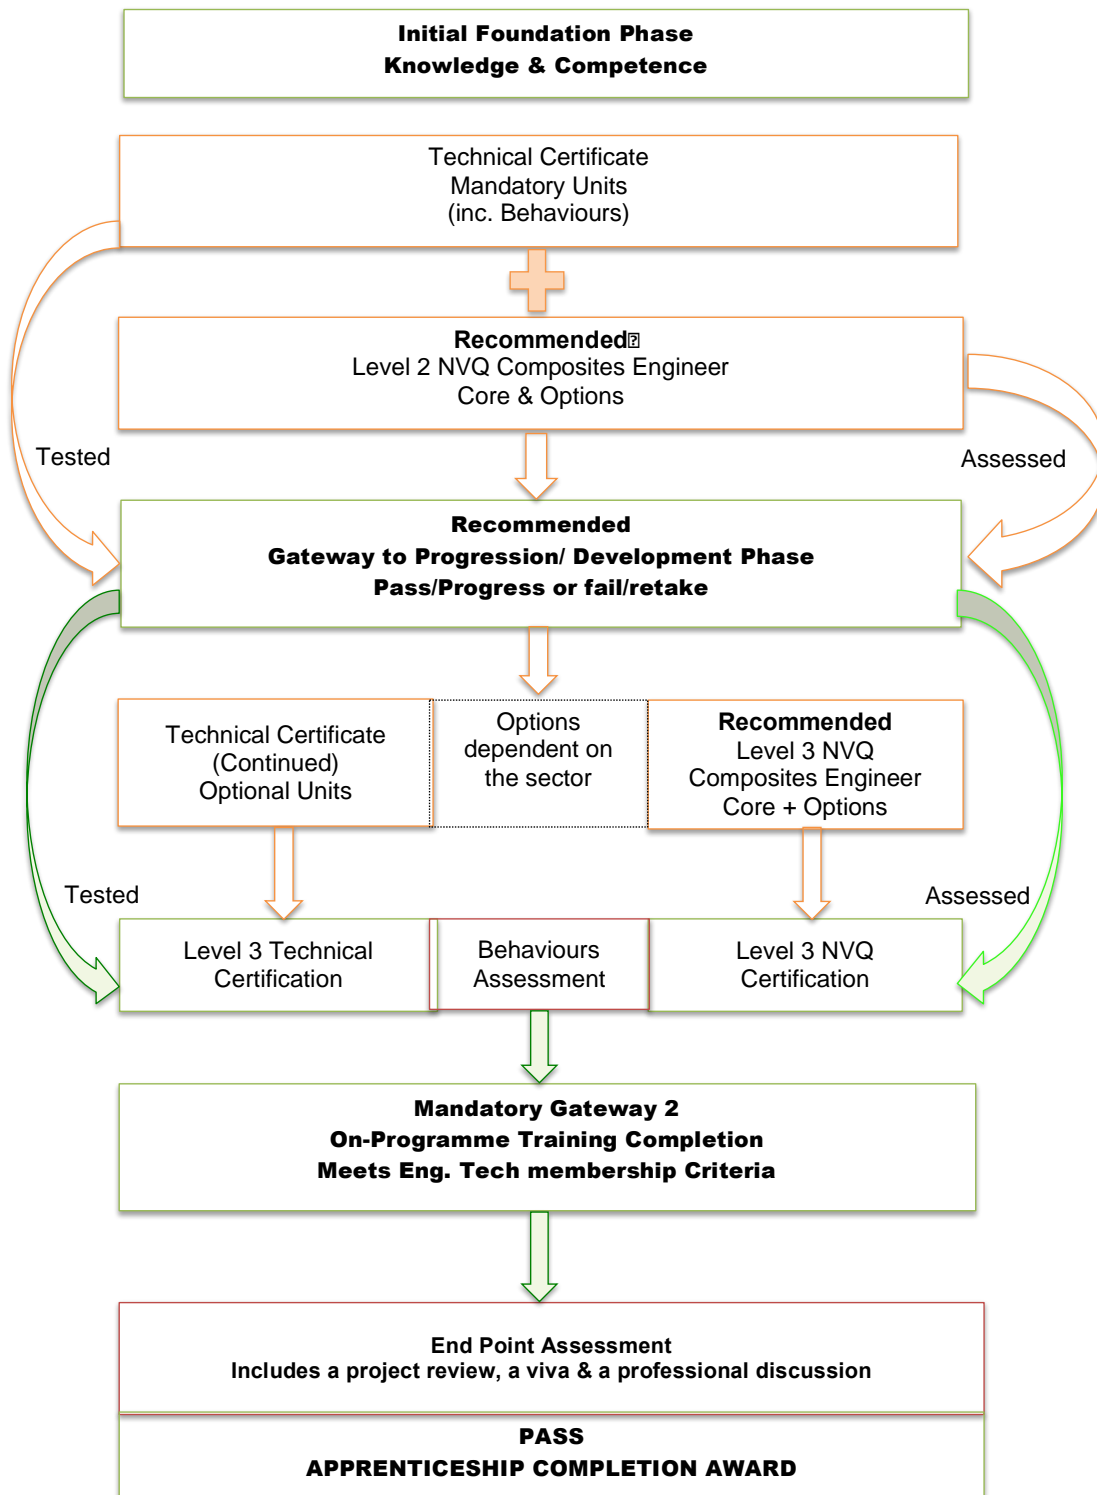 Initial Foundation Phase
Knowledge & Competence
Technical Certificate
Mandatory Units
(inc. Behaviours)
Recommended⍰
Level 2 NVQ Composites Engineer
Core & Options
Tested
Assessed
Recommended
Gateway to Progression/ Development Phase
Pass/Progress or fail/retake
Technical Certificate
(Continued)
Optional Units
Options
dependent on
the sector
Recommended
Level 3 NVQ
Composites Engineer
Core + Options
Tested
Assessed
Level 3 Technical
Certification
Behaviours
Assessment
Level 3 NVQ
Certification
Mandatory Gateway 2
On-Programme Training Completion
Meets Eng. Tech membership Criteria
End Point Assessment
Includes a project review, a viva & a professional discussion
PASS
APPRENTICESHIP COMPLETION AWARD